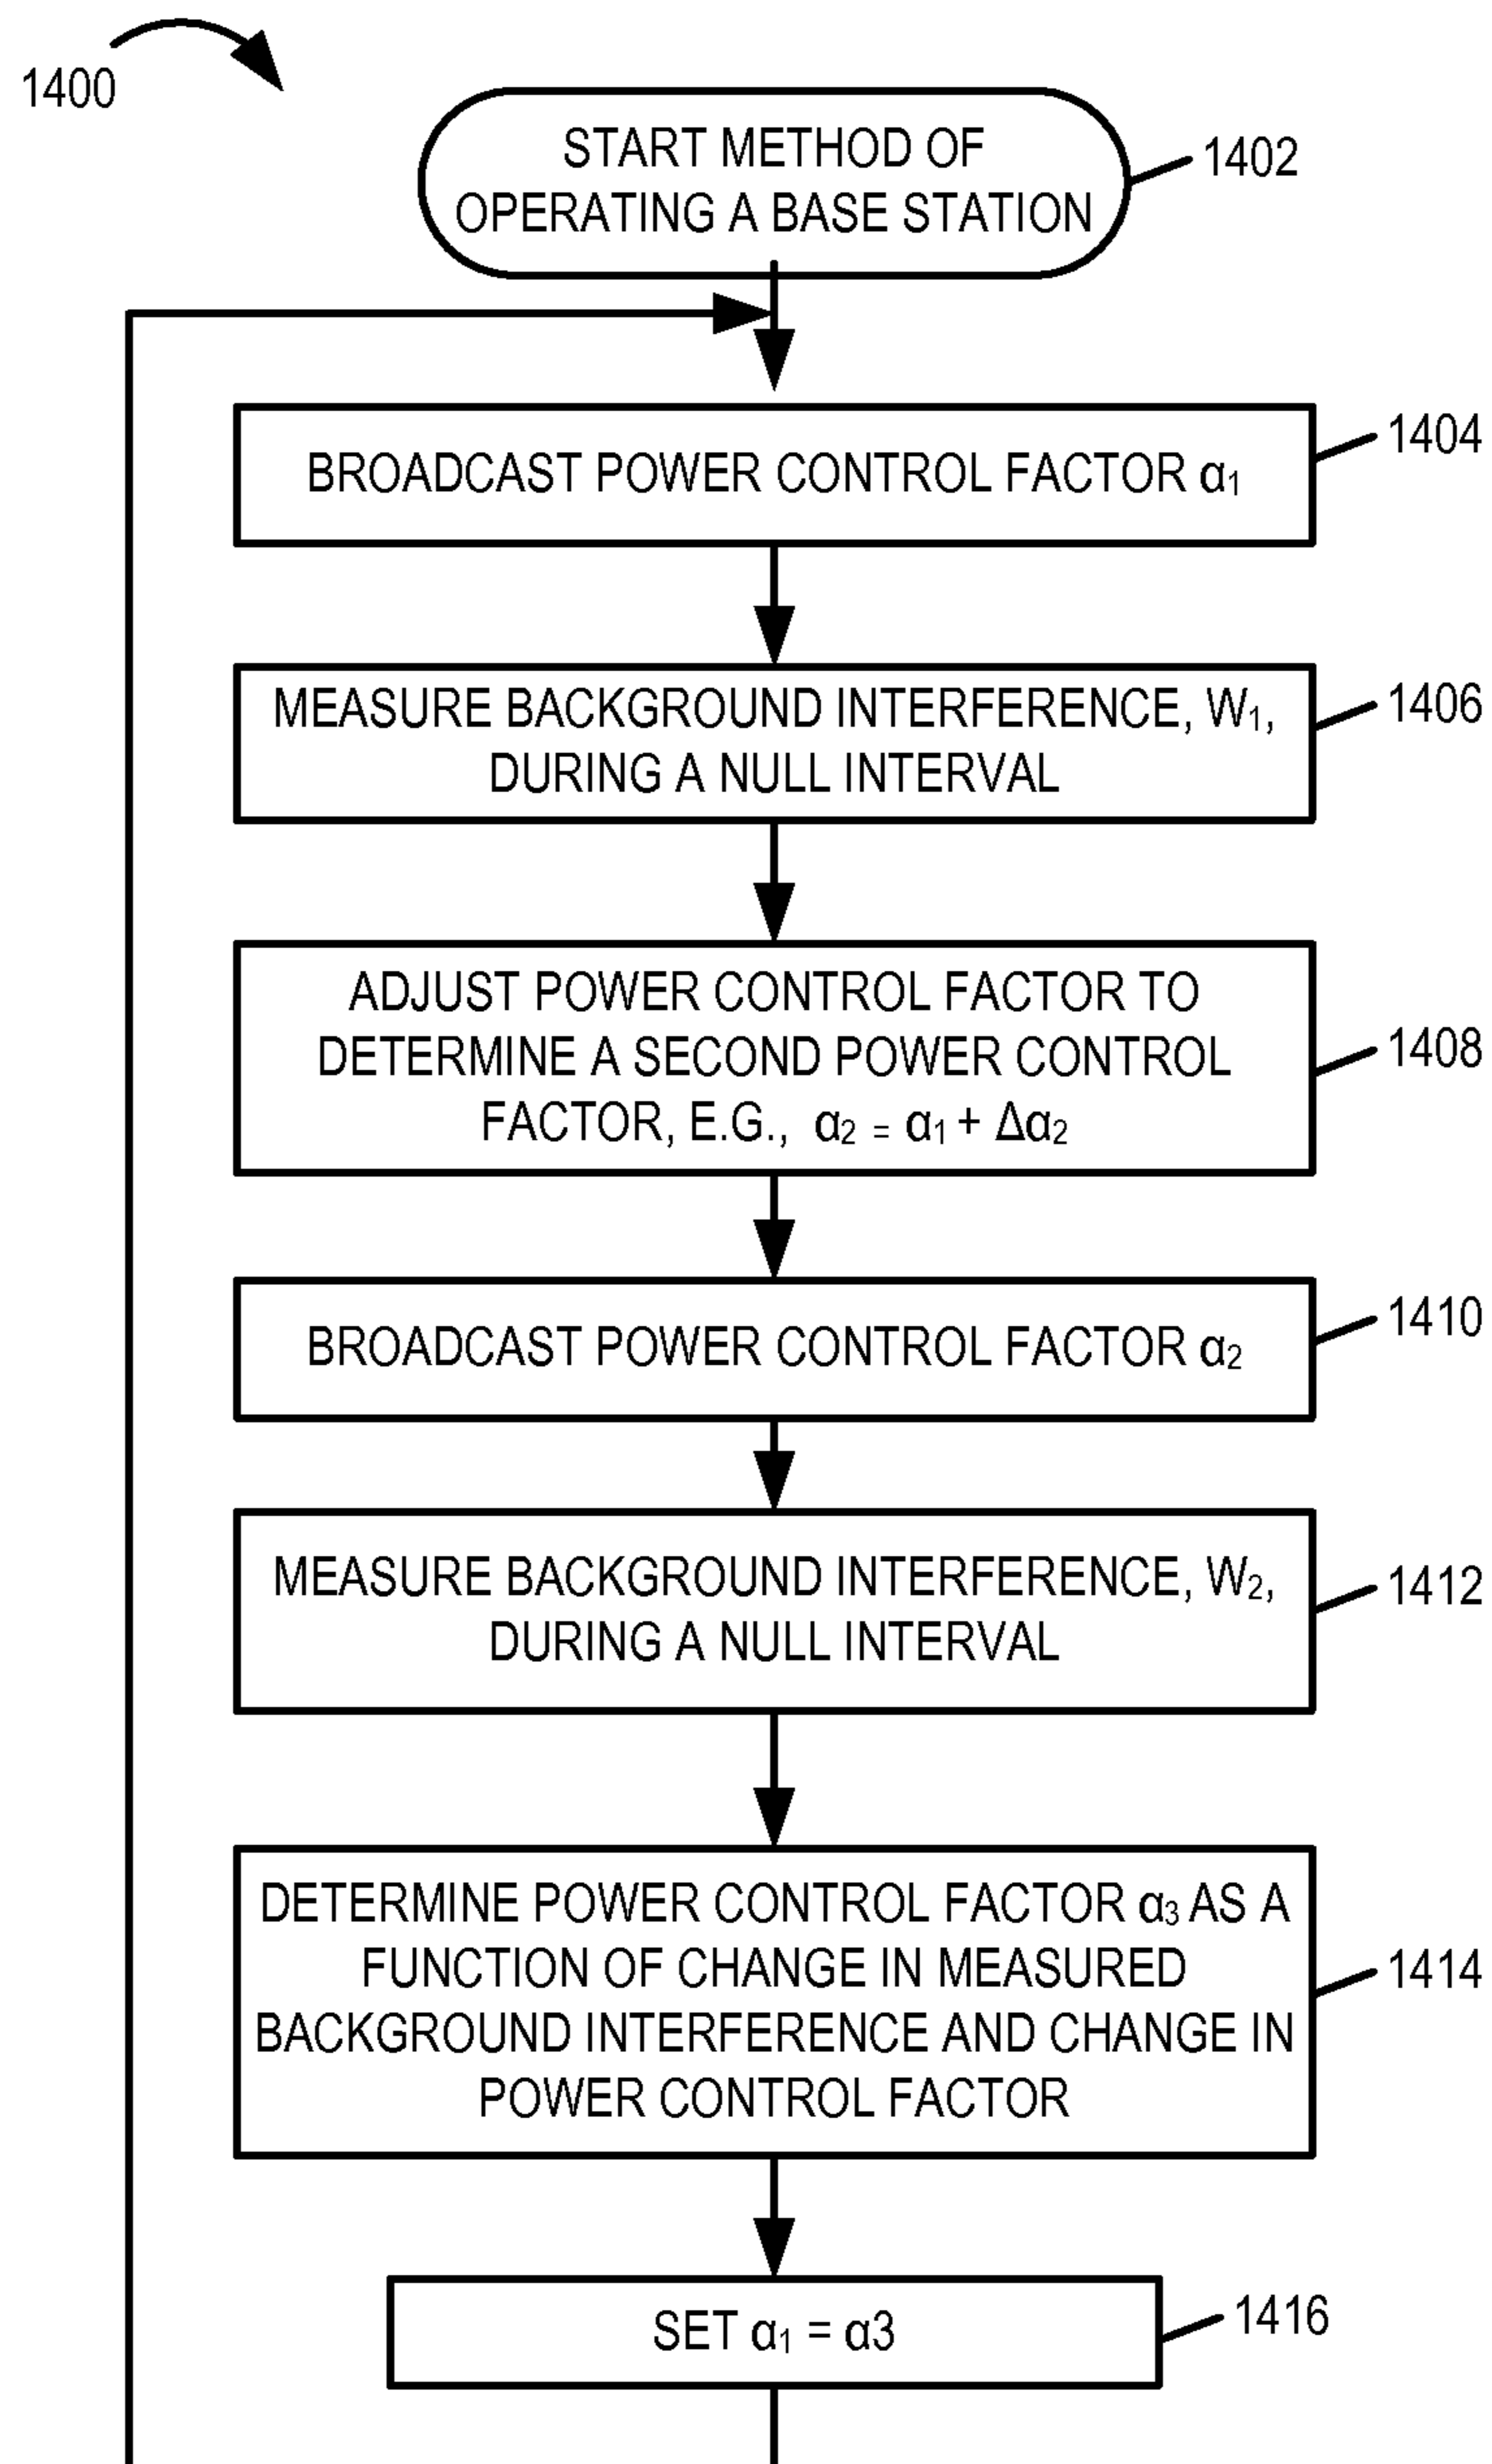 1400
START METHOD OF
OPERATING A BASE STATION
1402
BROADCAST POWER CONTROL FACTOR α₁
1404
MEASURE BACKGROUND INTERFERENCE, W₁,
DURING A NULL INTERVAL
1406
ADJUST POWER CONTROL FACTOR TO
DETERMINE A SECOND POWER CONTROL
FACTOR, E.G., α₂ = α₁ + Δα₂
1408
BROADCAST POWER CONTROL FACTOR α₂
1410
MEASURE BACKGROUND INTERFERENCE, W₂,
DURING A NULL INTERVAL
1412
DETERMINE POWER CONTROL FACTOR α₃ AS A
FUNCTION OF CHANGE IN MEASURED
BACKGROUND INTERFERENCE AND CHANGE IN
POWER CONTROL FACTOR
1414
SET α₁ = α3
1416